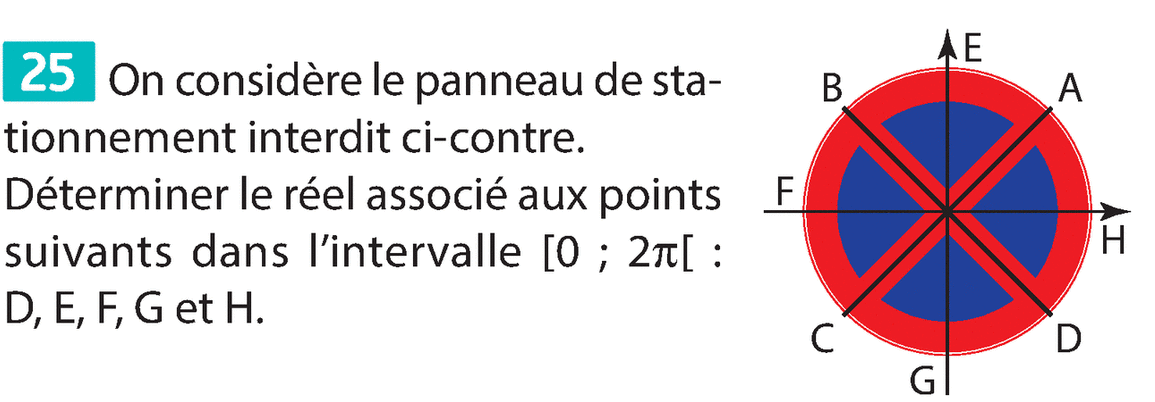 25 On considère le panneau de sta-
tionnement interdit ci-contre.
Déterminer le réel associé aux points
suivants dans l'intervalle [0 ; 2π[ :
D, E, F, G et H.
E
B
A
F
H
C
D
G